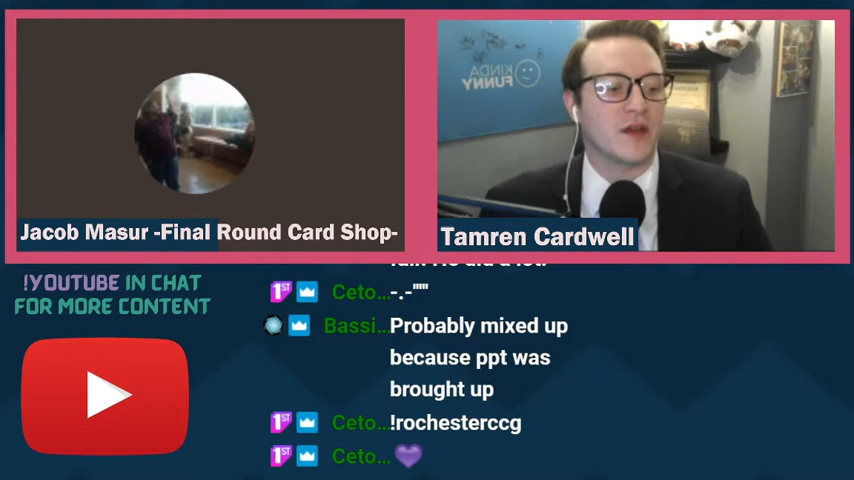 KINDA
FUNNY
Jacob Masur -Final Round Card Shop-
Tamren Cardwell
!YOUTUBE IN CHAT
FOR MORE CONTENT
1ST Ceto... -.-""'
Bassi... Probably mixed up
because ppt was
brought up
1ST Ceto... !rochesterccg
1ST Ceto...